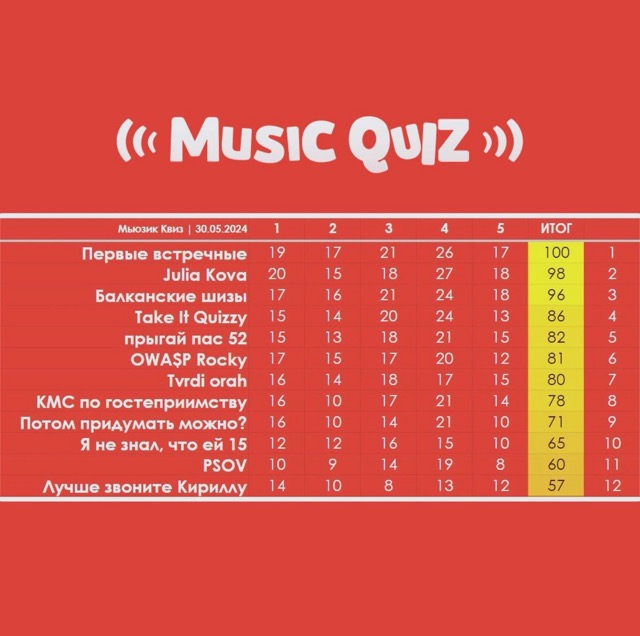 MUSIC QUIZ
Мьюзик Квиз | 30.05.2024 1 2 3 4 5 ИТОГ
Первые встречные 19 17 21 26 17 100 1
Julia Kova 20 15 18 27 18 98 2
Балканские шизы 17 16 21 24 18 96 3
Take It Quizzy 15 14 20 24 13 86 4
прыгай пас 52 15 13 18 21 15 82 5
OWA$P Rocky 17 15 17 20 12 81 6
Tvrdi orah 16 14 18 17 15 80 7
КМС по гостеприимству 16 10 17 21 14 78 8
Потом придумать можно? 16 10 14 21 10 71 9
Я не знал, что ей 15 12 12 16 15 10 65 10
PSOV 10 9 14 19 8 60 11
Лучше звоните Кириллу 14 10 8 13 12 57 12